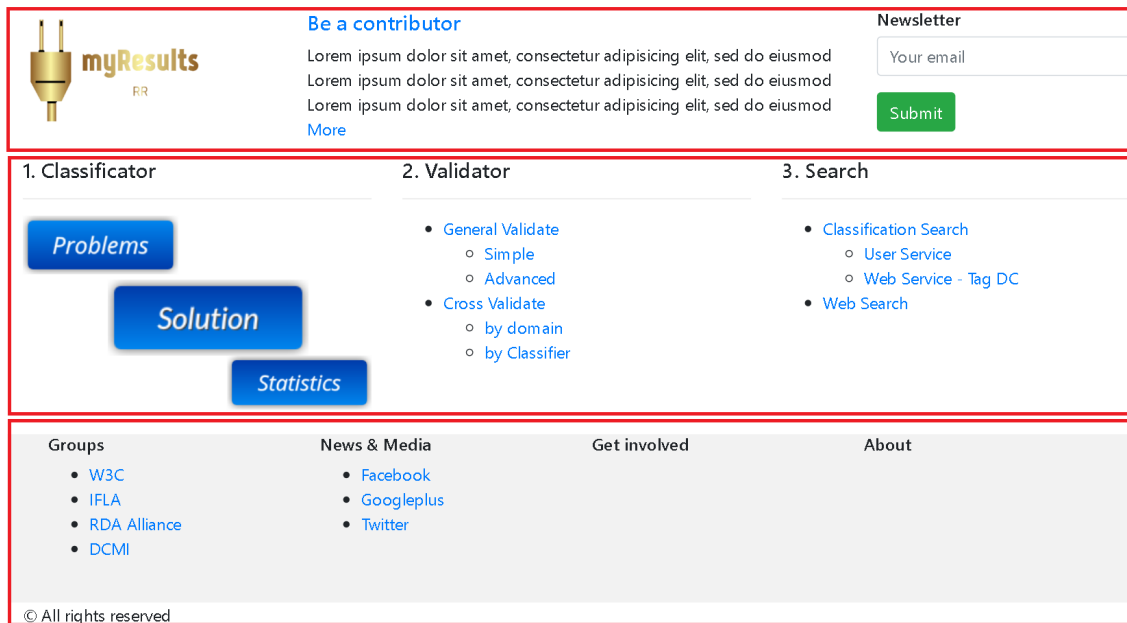 myResults
RR
Be a contributor
Lorem ipsum dolor sit amet, consectetur adipisicing elit, sed do eiusmod
Lorem ipsum dolor sit amet, consectetur adipisicing elit, sed do eiusmod
Lorem ipsum dolor sit amet, consectetur adipisicing elit, sed do eiusmod
More
Newsletter
Your email
Submit
1. Classificator
Problems
Solution
Statistics
2. Validator
General Validate
Simple
Advanced
Cross Validate
by domain
by Classifier
3. Search
Classification Search
User Service
Web Service - Tag DC
Web Search
Groups
W3C
IFLA
RDA Alliance
DCMI
News & Media
Facebook
Googleplus
Twitter
Get involved
About
© All rights reserved